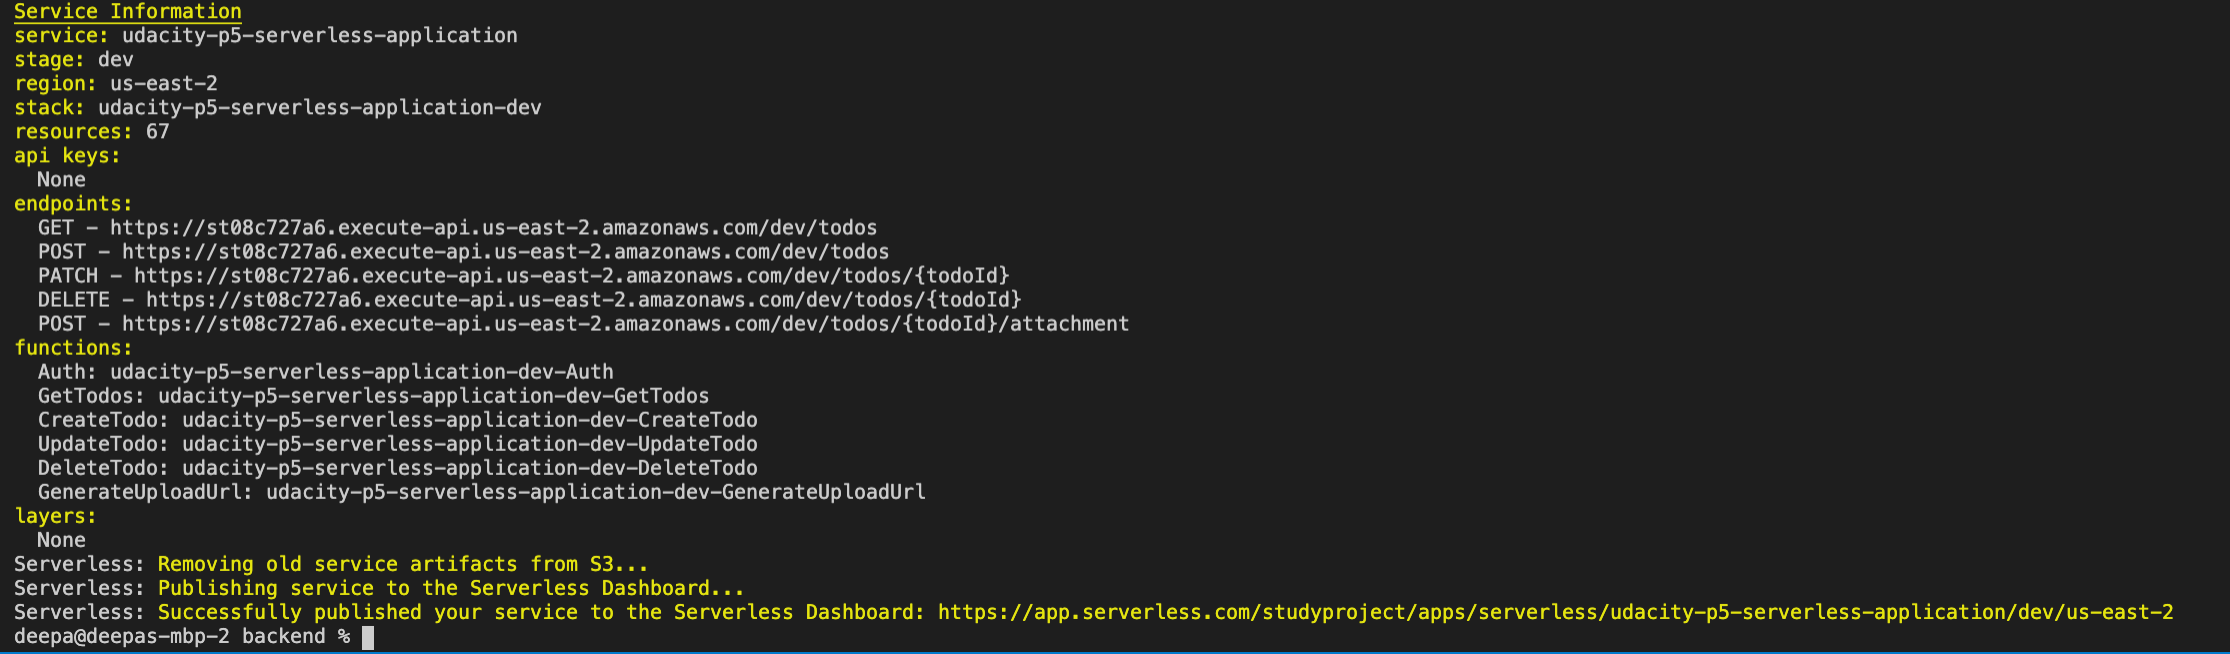 Service Information
service: udacity-p5-serverless-application
stage: dev
region: us-east-2
stack: udacity-p5-serverless-application-dev
resources: 67
api keys:
  None
endpoints:
  GET - https://st08c727a6.execute-api.us-east-2.amazonaws.com/dev/todos
  POST - https://st08c727a6.execute-api.us-east-2.amazonaws.com/dev/todos
  PATCH - https://st08c727a6.execute-api.us-east-2.amazonaws.com/dev/todos/{todoId}
  DELETE - https://st08c727a6.execute-api.us-east-2.amazonaws.com/dev/todos/{todoId}
  POST - https://st08c727a6.execute-api.us-east-2.amazonaws.com/dev/todos/{todoId}/attachment
functions:
  Auth: udacity-p5-serverless-application-dev-Auth
  GetTodos: udacity-p5-serverless-application-dev-GetTodos
  CreateTodo: udacity-p5-serverless-application-dev-CreateTodo
  UpdateTodo: udacity-p5-serverless-application-dev-UpdateTodo
  DeleteTodo: udacity-p5-serverless-application-dev-DeleteTodo
  GenerateUploadUrl: udacity-p5-serverless-application-dev-GenerateUploadUrl
layers:
  None
Serverless: Removing old service artifacts from S3...
Serverless: Publishing service to the Serverless Dashboard...
Serverless: Successfully published your service to the Serverless Dashboard: https://app.serverless.com/studyproject/apps/serverless/udacity-p5-serverless-application/dev/us-east-2
deepa@deepas-mbp-2 backend %